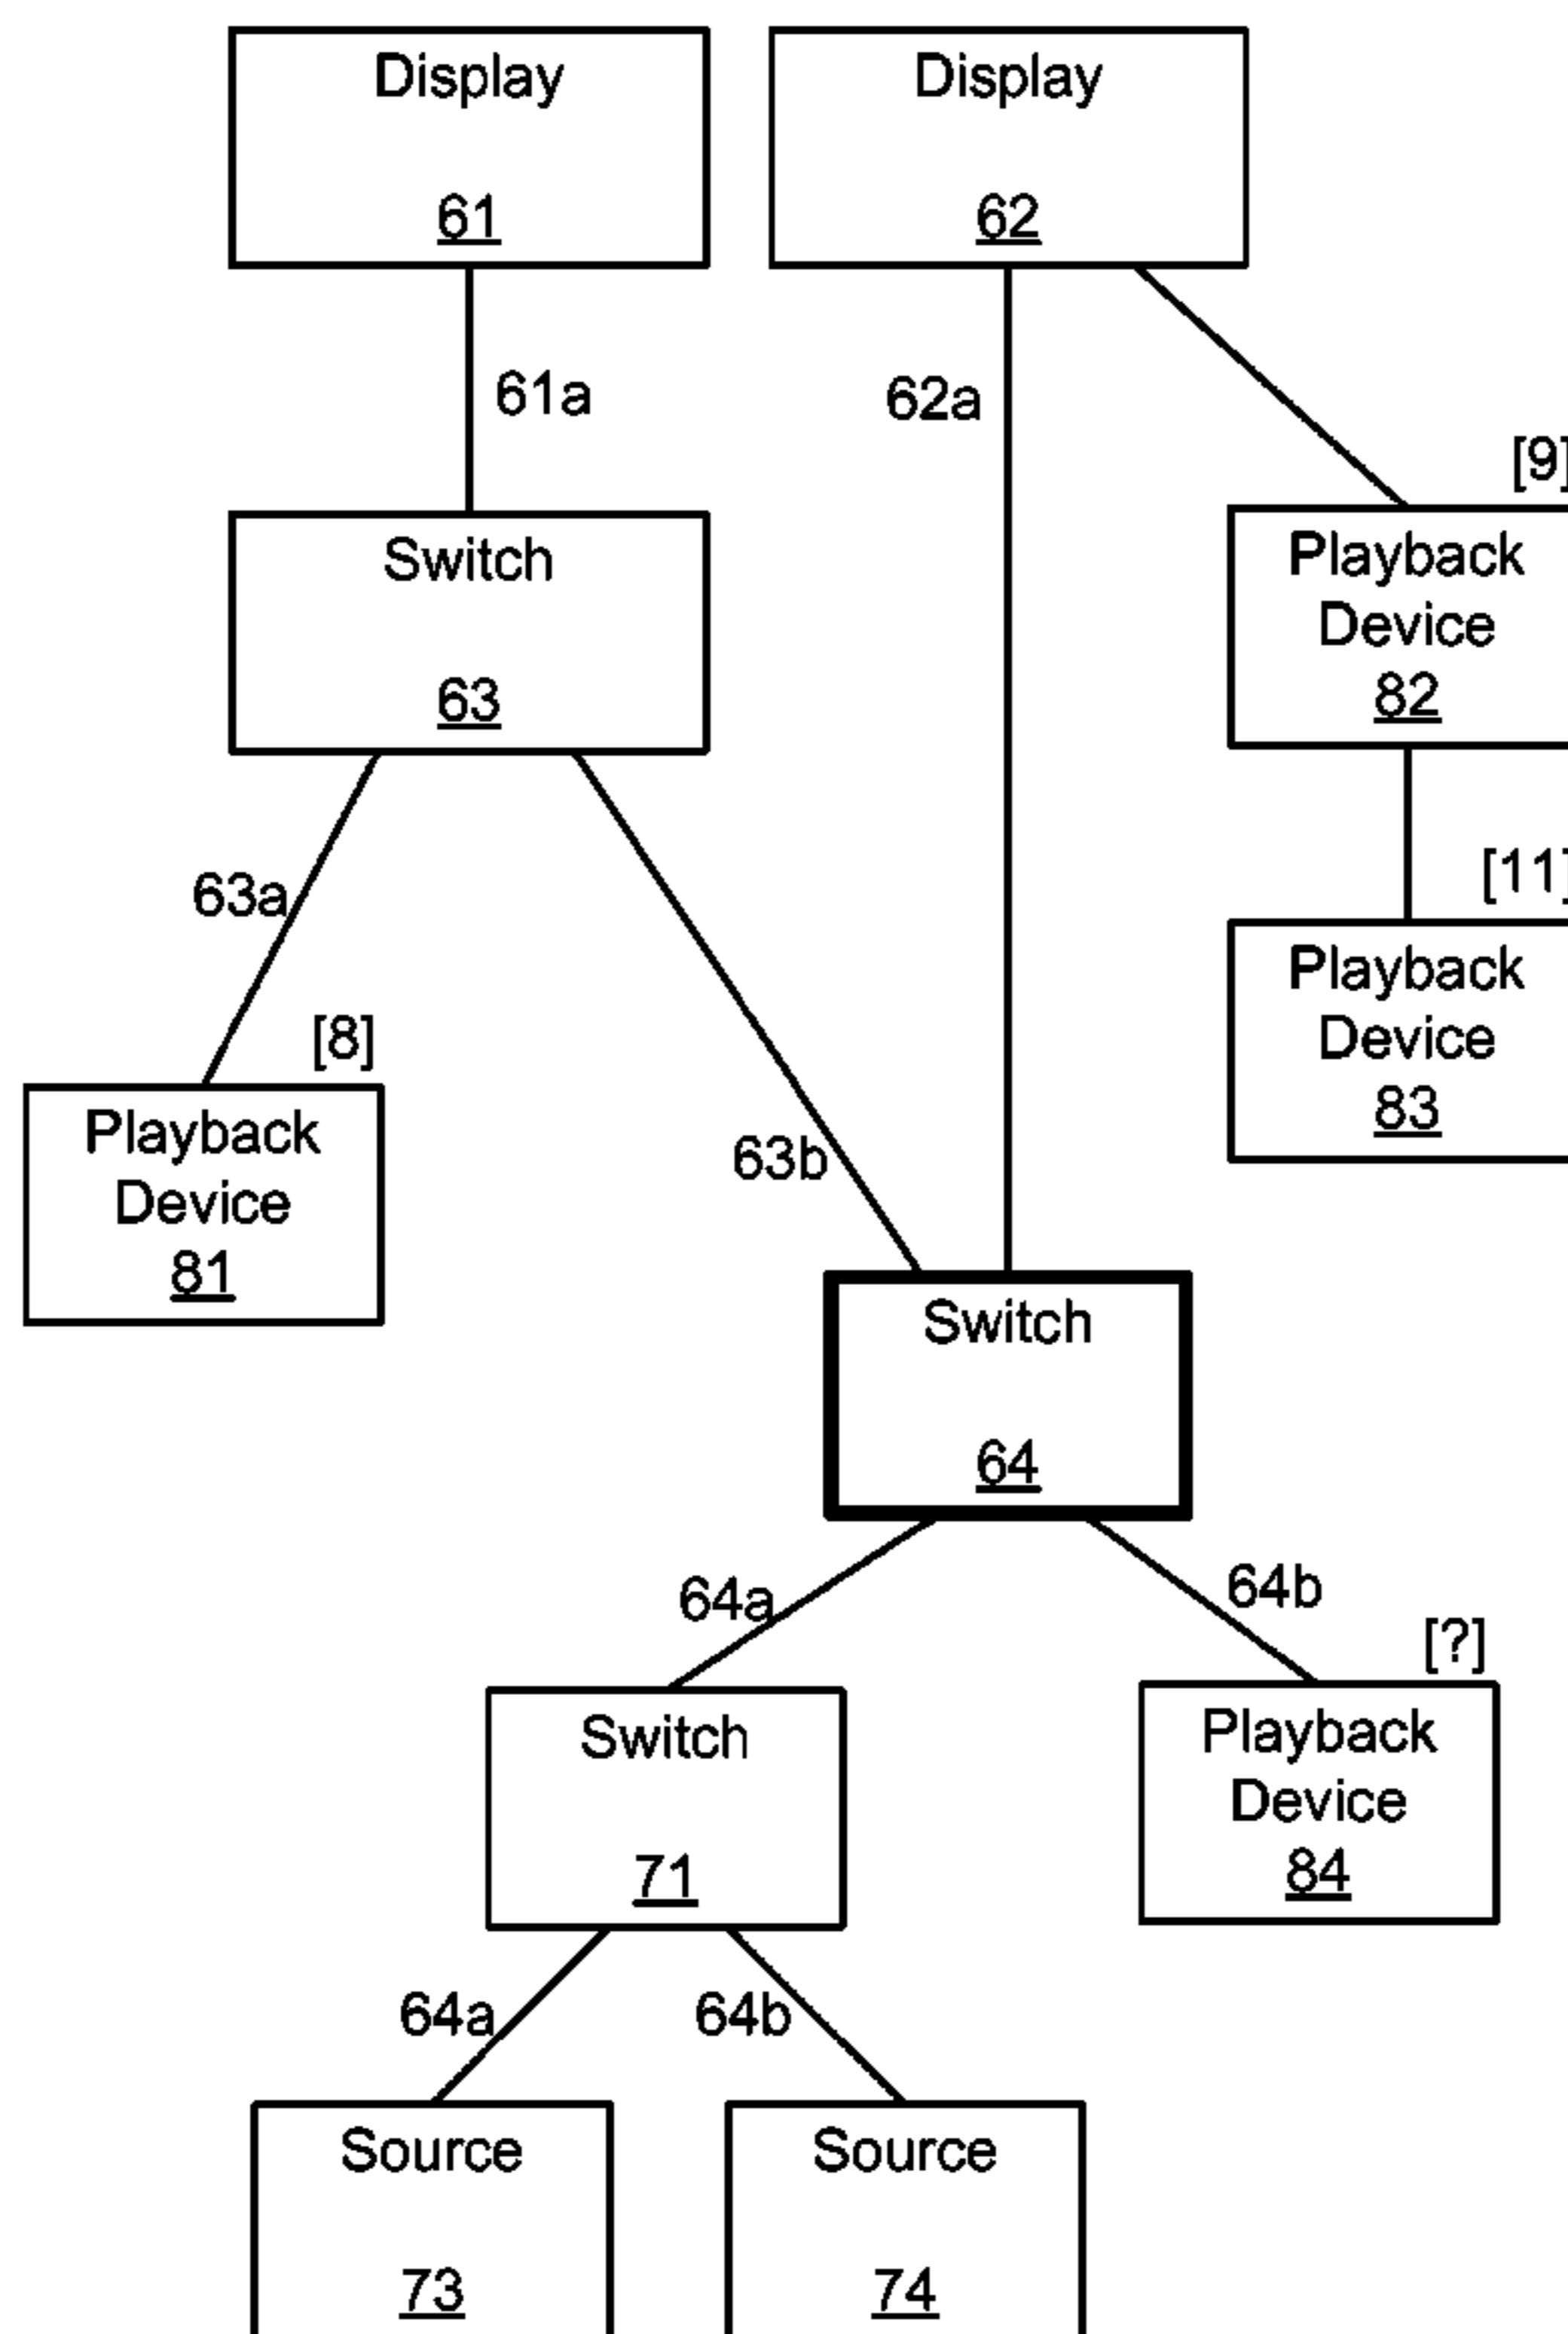 Display
61
Display
62
61a
62a
[9]
Switch
63
Playback
Device
82
63a
[11]
Playback
Device
83
[8]
Playback
Device
81
63b
Switch
64
64a
64b
[?]
Switch
71
Playback
Device
84
64a
64b
Source
73
Source
74